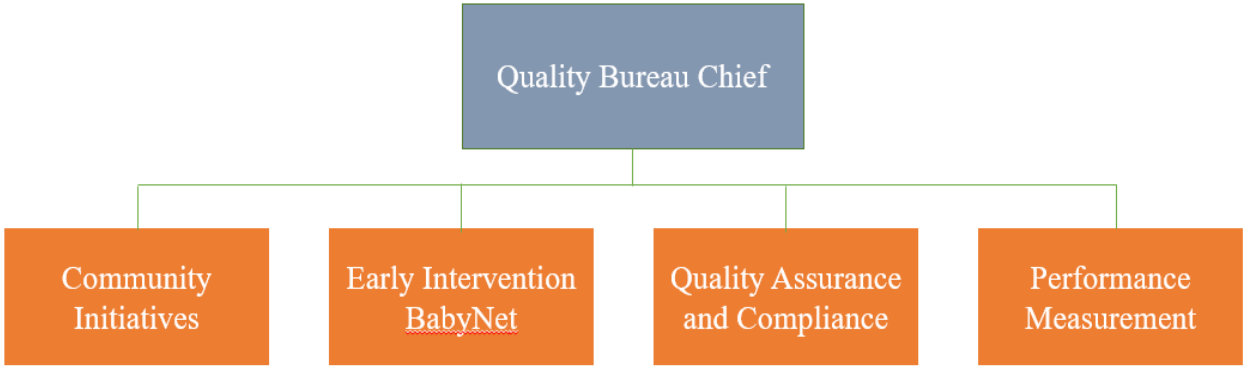 Quality Bureau Chief
Community
Initiatives
Early Intervention
BabyNet
Quality Assurance
and Compliance
Performance
Measurement